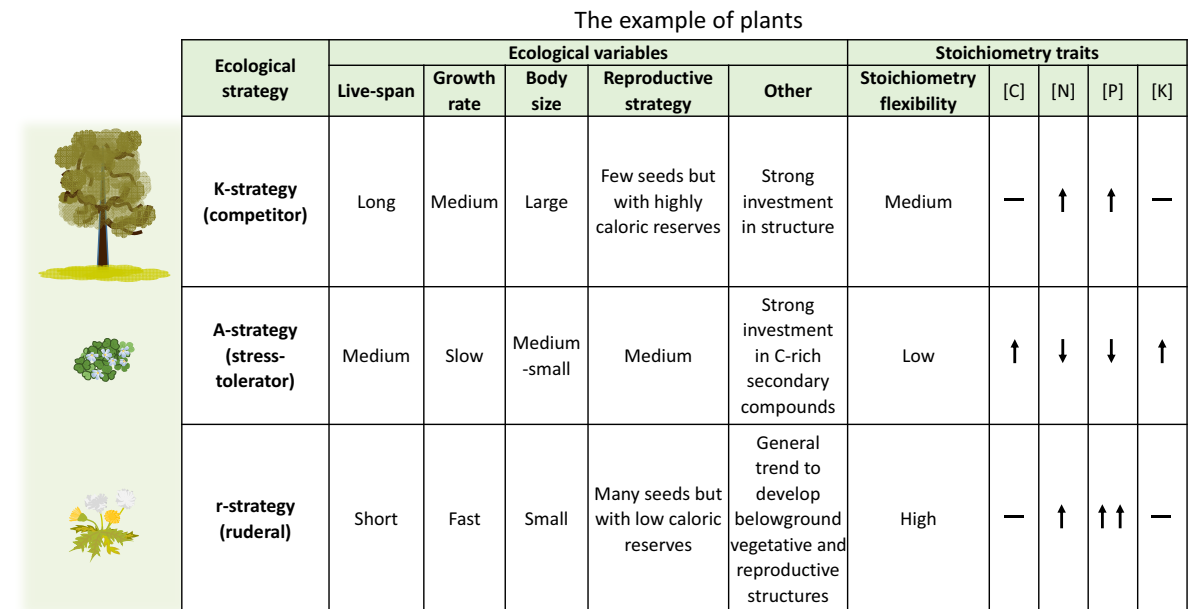 The example of plants
Ecological strategy
Ecological variables
Stoichiometry traits
Live-span
Growth rate
Body size
Reproductive strategy
Other
Stoichiometry flexibility
[C]
[N]
[P]
[K]
K-strategy
(competitor)
Long
Medium
Large
Few seeds but
with highly
caloric reserves
Strong
investment
in structure
Medium
—
↑
↑
—
A-strategy
(stress-
tolerator)
Medium
Slow
Medium
-small
Medium
Strong
investment
in C-rich
secondary
compounds
Low
↑
↓
↓
↑
r-strategy
(ruderal)
Short
Fast
Small
Many seeds but
with low caloric
reserves
General
trend to
develop
belowground
vegetative and
reproductive
structures
High
—
↑
↑↑
—